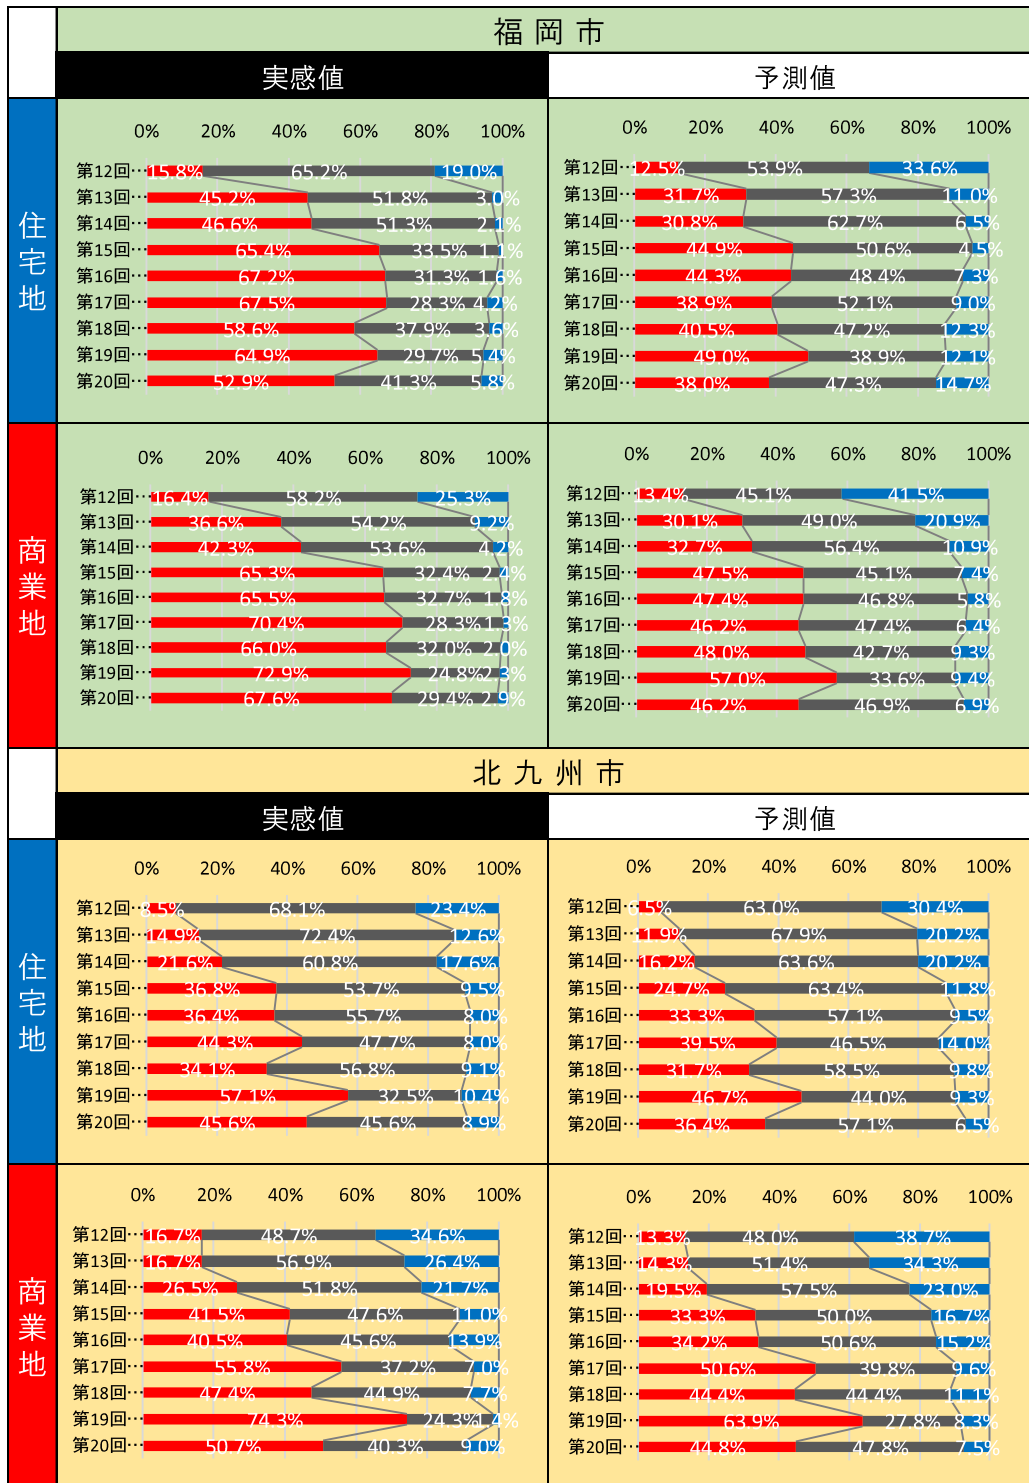 福岡市
実感値 予測値
住宅地
0% 20% 40% 60% 80% 100%
第12回… 15.8% 65.2% 19.0%
第13回… 45.2% 51.8% 3.0%
第14回… 46.6% 51.3% 2.1%
第15回… 65.4% 33.5% 1.1%
第16回… 67.2% 31.3% 1.6%
第17回… 67.5% 28.3% 4.2%
第18回… 58.6% 37.9% 3.6%
第19回… 64.9% 29.7% 5.4%
第20回… 52.9% 41.3% 5.8%
0% 20% 40% 60% 80% 100%
第12回… 12.5% 53.9% 33.6%
第13回… 31.7% 57.3% 11.0%
第14回… 30.8% 62.7% 6.5%
第15回… 44.9% 50.6% 4.5%
第16回… 44.3% 48.4% 7.3%
第17回… 38.9% 52.1% 9.0%
第18回… 40.5% 47.2% 12.3%
第19回… 49.0% 38.9% 12.1%
第20回… 38.0% 47.3% 14.7%
商業地
0% 20% 40% 60% 80% 100%
第12回… 16.4% 58.2% 25.3%
第13回… 36.6% 54.2% 9.2%
第14回… 42.3% 53.6% 4.2%
第15回… 65.3% 32.4% 2.4%
第16回… 65.5% 32.7% 1.8%
第17回… 70.4% 28.3% 1.3%
第18回… 66.0% 32.0% 2.0%
第19回… 72.9% 24.8% 2.3%
第20回… 67.6% 29.4% 2.9%
0% 20% 40% 60% 80% 100%
第12回… 13.4% 45.1% 41.5%
第13回… 30.1% 49.0% 20.9%
第14回… 32.7% 56.4% 10.9%
第15回… 47.5% 45.1% 7.4%
第16回… 47.4% 46.8% 5.8%
第17回… 46.2% 47.4% 6.4%
第18回… 48.0% 42.7% 9.3%
第19回… 57.0% 33.6% 9.4%
第20回… 46.2% 46.9% 6.9%
北九州市
実感値 予測値
住宅地
0% 20% 40% 60% 80% 100%
第12回… 8.5% 68.1% 23.4%
第13回… 14.9% 72.4% 12.6%
第14回… 21.6% 60.8% 17.6%
第15回… 36.8% 53.7% 9.5%
第16回… 36.4% 55.7% 8.0%
第17回… 44.3% 47.7% 8.0%
第18回… 34.1% 56.8% 9.1%
第19回… 57.1% 32.5% 10.4%
第20回… 45.6% 45.6% 8.9%
0% 20% 40% 60% 80% 100%
第12回… 6.5% 63.0% 30.4%
第13回… 11.9% 67.9% 20.2%
第14回… 16.2% 63.6% 20.2%
第15回… 24.7% 63.4% 11.8%
第16回… 33.3% 57.1% 9.5%
第17回… 39.5% 46.5% 14.0%
第18回… 31.7% 58.5% 9.8%
第19回… 46.7% 44.0% 9.3%
第20回… 36.4% 57.1% 6.5%
商業地
0% 20% 40% 60% 80% 100%
第12回… 16.7% 48.7% 34.6%
第13回… 16.7% 56.9% 26.4%
第14回… 26.5% 51.8% 21.7%
第15回… 41.5% 47.6% 11.0%
第16回… 40.5% 45.6% 13.9%
第17回… 55.8% 37.2% 7.0%
第18回… 47.4% 44.9% 7.7%
第19回… 74.3% 24.3% 1.4%
第20回… 50.7% 40.3% 9.0%
0% 20% 40% 60% 80% 100%
第12回… 13.3% 48.0% 38.7%
第13回… 14.3% 51.4% 34.3%
第14回… 19.5% 57.5% 23.0%
第15回… 33.3% 50.0% 16.7%
第16回… 34.2% 50.6% 15.2%
第17回… 50.6% 39.8% 9.6%
第18回… 44.4% 44.4% 11.1%
第19回… 63.9% 27.8% 8.3%
第20回… 44.8% 47.8% 7.5%